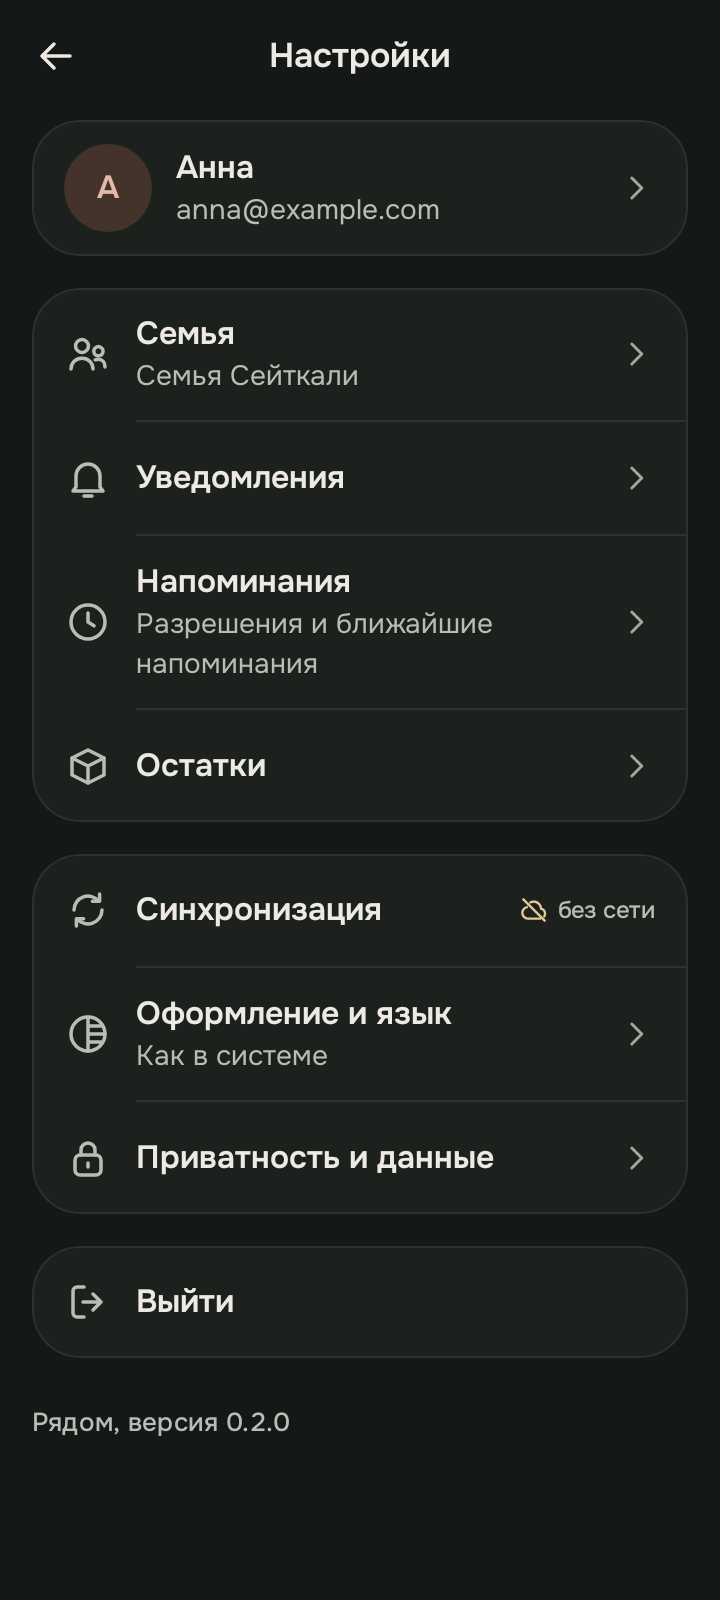 Настройки
А
Анна
anna@example.com
Семья
Семья Сейткали
Уведомления
Напоминания
Разрешения и ближайшие
напоминания
Остатки
Синхронизация
без сети
Оформление и язык
Как в системе
Приватность и данные
Выйти
Рядом, версия 0.2.0